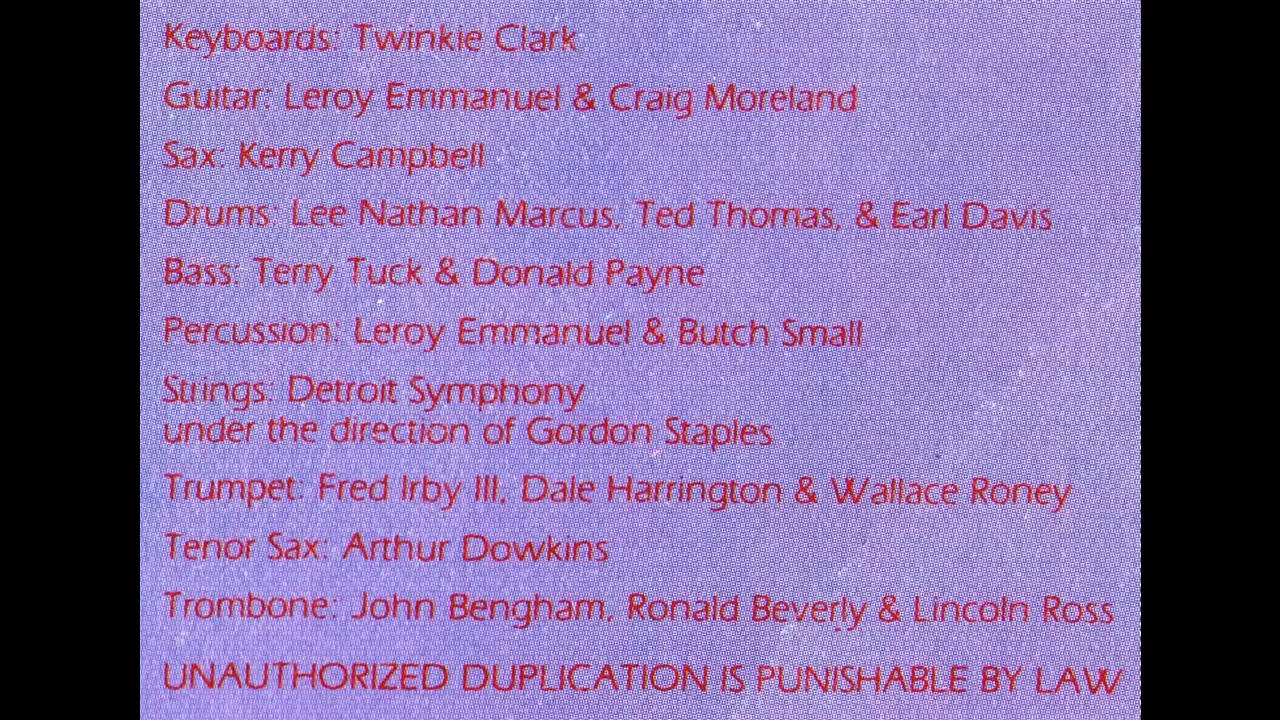 Keyboards: Twinkie Clark
Guitar: Leroy Emmanuel & Craig Moreland
Sax: Kerry Campbell
Drums: Lee Nathan Marcus, Ted Thomas, & Earl Davis
Bass: Terry Tuck & Donald Payne
Percussion: Leroy Emmanuel & Butch Small
Strings: Detroit Symphony
under the direction of Gordon Staples
Trumpet: Fred Irby III, Dale Harrington & Wallace Roney
Tenor Sax: Arthur Dowkins
Trombone: John Bengham, Ronald Beverly & Lincoln Ross
UNAUTHORIZED DUPLICATION IS PUNISHABLE BY LAW